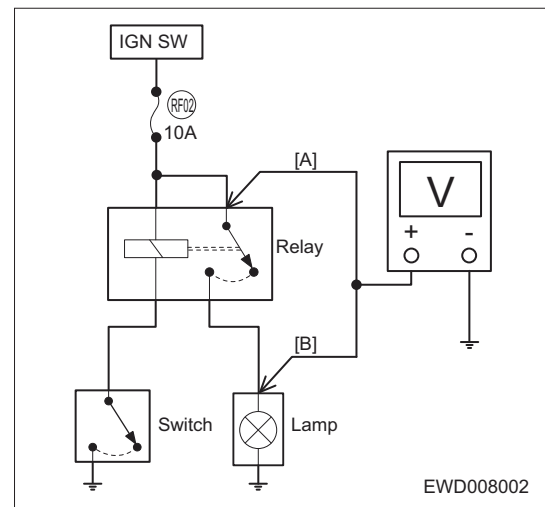 IGN SW
RF02
10A
[A]
V
+ -
Relay
[B]
Switch
Lamp
EWD008002